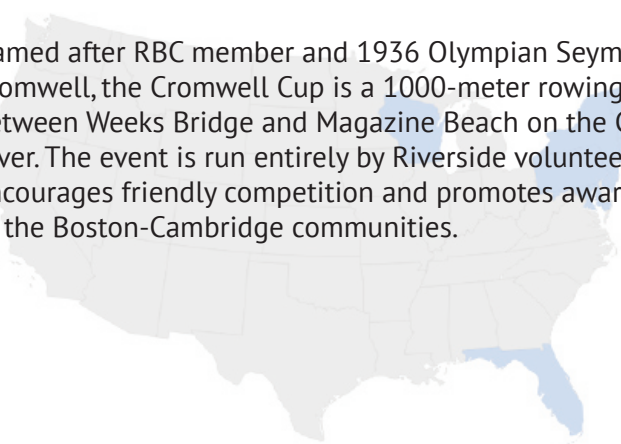 amed after RBC member and 1936 Olympian Seym
omwell, the Cromwell Cup is a 1000-meter rowing
etween Weeks Bridge and Magazine Beach on the C
ver. The event is run entirely by Riverside voluntee
ncourages friendly competition and promotes awar
the Boston-Cambridge communities.